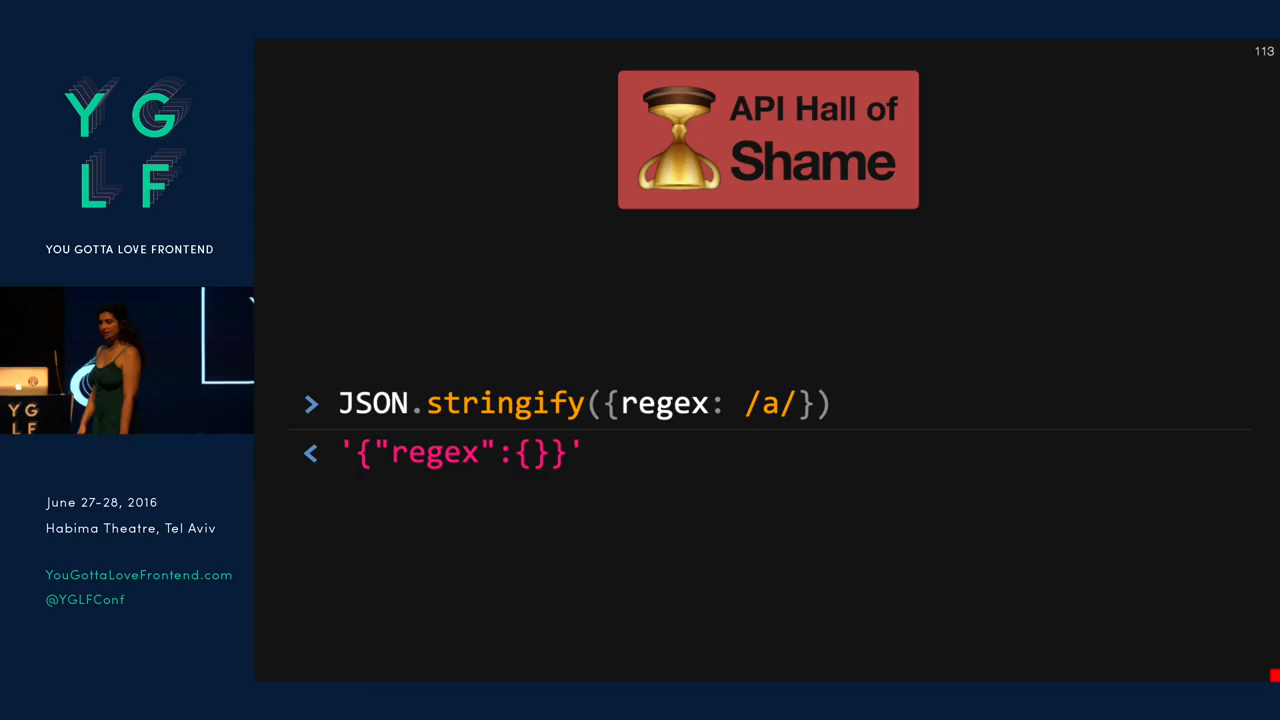 Y G
L F
YOU GOTTA LOVE FRONTEND
Y G
L F
June 27-28, 2016
Habima Theatre, Tel Aviv
YouGottaLoveFrontend.com
@YGLFConf
113
API Hall of
Shame
> JSON.stringify({regex: /a/})
< '{"regex":{}}'